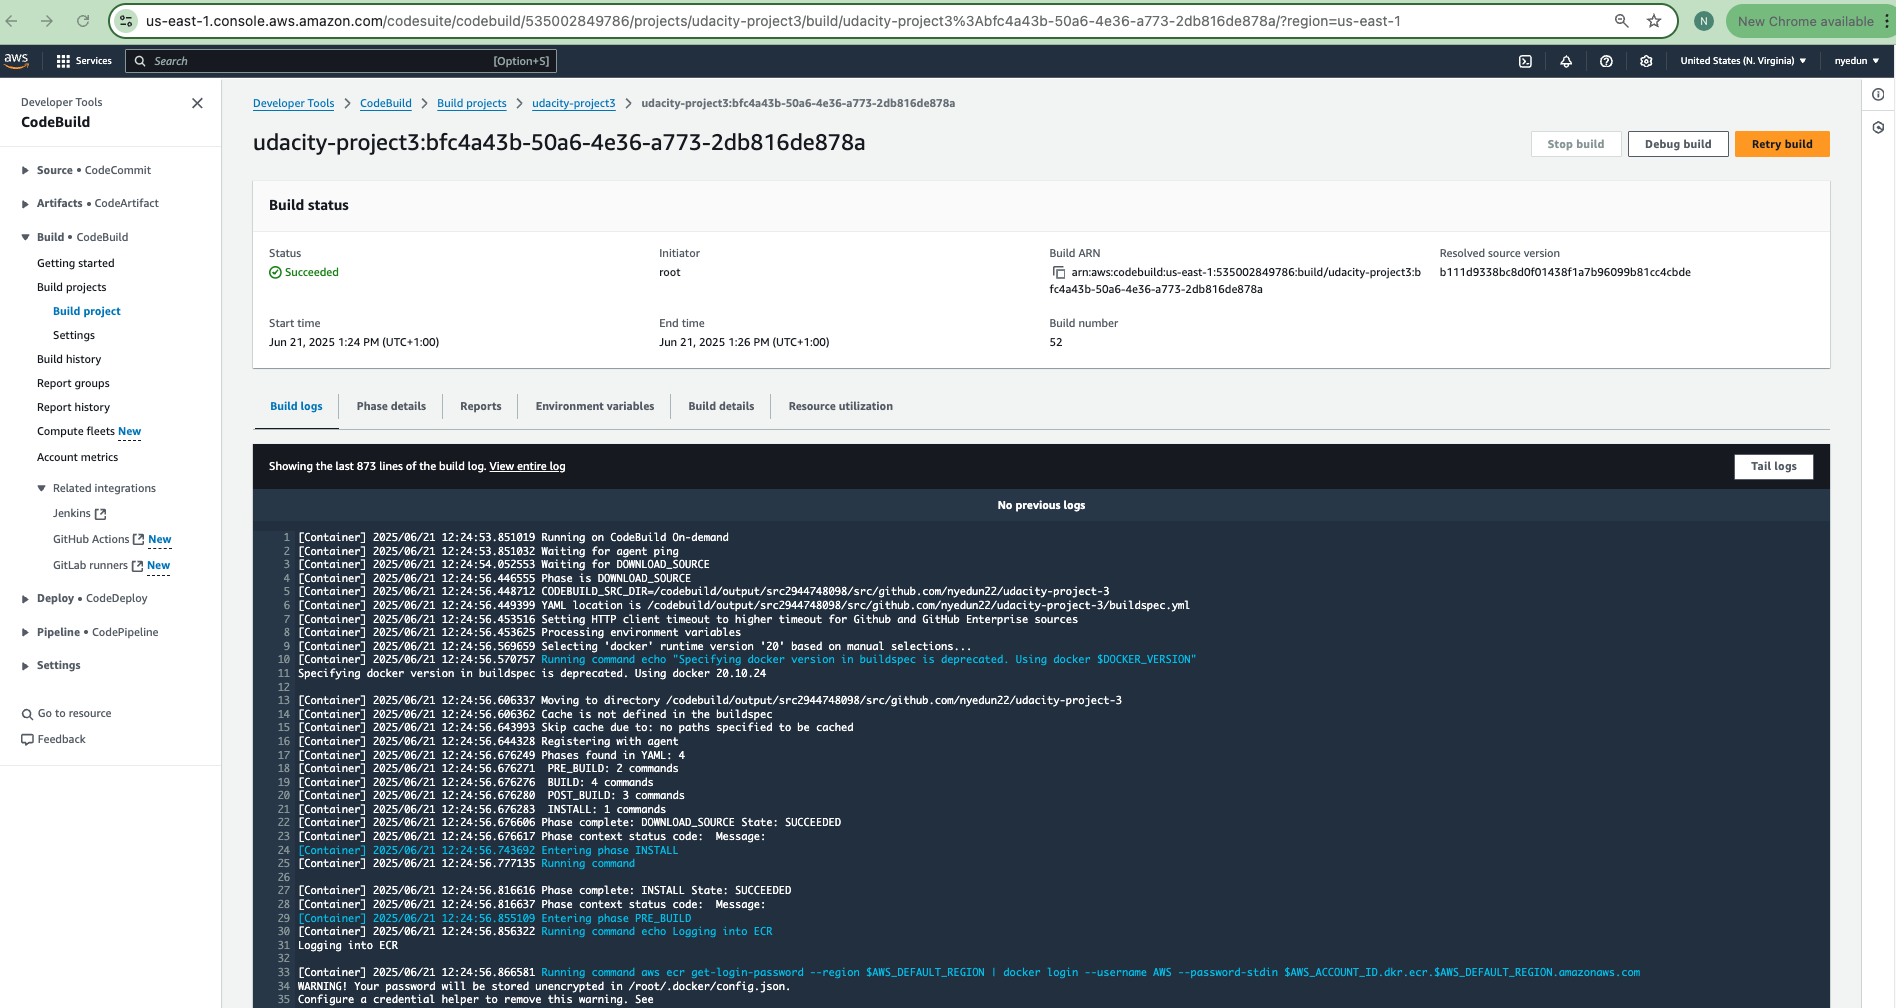 us-east-1.console.aws.amazon.com/codesuite/codebuild/535002849786/projects/udacity-project3/build/udacity-project3%3Abfc4a43b-50a6-4e36-a773-2db816de878a/?region=us-east-1
N
New Chrome available
aws
Services
Search
[Option+S]
United States (N. Virginia)
nyedun
Developer Tools
CodeBuild
Source • CodeCommit
Artifacts • CodeArtifact
Build • CodeBuild
Getting started
Build projects
Build project
Settings
Build history
Report groups
Report history
Compute fleets New
Account metrics
Related integrations
Jenkins
GitHub Actions New
GitLab runners New
Deploy • CodeDeploy
Pipeline • CodePipeline
Settings
Go to resource
Feedback
Developer Tools > CodeBuild > Build projects > udacity-project3 > udacity-project3:bfc4a43b-50a6-4e36-a773-2db816de878a
udacity-project3:bfc4a43b-50a6-4e36-a773-2db816de878a
Stop build
Debug build
Retry build
Build status
Status
Succeeded
Initiator
root
Build ARN
arn:aws:codebuild:us-east-1:535002849786:build/udacity-project3:b
fc4a43b-50a6-4e36-a773-2db816de878a
Resolved source version
b111d9338bc8d0f01438f1a7b96099b81cc4cbde
Start time
Jun 21, 2025 1:24 PM (UTC+1:00)
End time
Jun 21, 2025 1:26 PM (UTC+1:00)
Build number
52
Build logs
Phase details
Reports
Environment variables
Build details
Resource utilization
Showing the last 873 lines of the build log. View entire log
Tail logs
No previous logs
1 [Container] 2025/06/21 12:24:53.851019 Running on CodeBuild On-demand
2 [Container] 2025/06/21 12:24:53.851032 Waiting for agent ping
3 [Container] 2025/06/21 12:24:54.052553 Waiting for DOWNLOAD_SOURCE
4 [Container] 2025/06/21 12:24:56.446555 Phase is DOWNLOAD_SOURCE
5 [Container] 2025/06/21 12:24:56.448712 CODEBUILD_SRC_DIR=/codebuild/output/src2944748098/src/github.com/nyedun22/udacity-project-3
6 [Container] 2025/06/21 12:24:56.449399 YAML location is /codebuild/output/src2944748098/src/github.com/nyedun22/udacity-project-3/buildspec.yml
7 [Container] 2025/06/21 12:24:56.453516 Setting HTTP client timeout to higher timeout for Github and GitHub Enterprise sources
8 [Container] 2025/06/21 12:24:56.453625 Processing environment variables
9 [Container] 2025/06/21 12:24:56.569659 Selecting 'docker' runtime version '20' based on manual selections...
10 [Container] 2025/06/21 12:24:56.570757 Running command echo "Specifying docker version in buildspec is deprecated. Using docker $DOCKER_VERSION"
11 Specifying docker version in buildspec is deprecated. Using docker 20.10.24
12
13 [Container] 2025/06/21 12:24:56.606337 Moving to directory /codebuild/output/src2944748098/src/github.com/nyedun22/udacity-project-3
14 [Container] 2025/06/21 12:24:56.606362 Cache is not defined in the buildspec
15 [Container] 2025/06/21 12:24:56.643993 Skip cache due to: no paths specified to be cached
16 [Container] 2025/06/21 12:24:56.644328 Registering with agent
17 [Container] 2025/06/21 12:24:56.676249 Phases found in YAML: 4
18 [Container] 2025/06/21 12:24:56.676271 PRE_BUILD: 2 commands
19 [Container] 2025/06/21 12:24:56.676276 BUILD: 4 commands
20 [Container] 2025/06/21 12:24:56.676280 POST_BUILD: 3 commands
21 [Container] 2025/06/21 12:24:56.676283 INSTALL: 1 commands
22 [Container] 2025/06/21 12:24:56.676606 Phase complete: DOWNLOAD_SOURCE State: SUCCEEDED
23 [Container] 2025/06/21 12:24:56.676617 Phase context status code: Message:
24 [Container] 2025/06/21 12:24:56.743692 Entering phase INSTALL
25 [Container] 2025/06/21 12:24:56.777135 Running command
26
27 [Container] 2025/06/21 12:24:56.816616 Phase complete: INSTALL State: SUCCEEDED
28 [Container] 2025/06/21 12:24:56.816637 Phase context status code: Message:
29 [Container] 2025/06/21 12:24:56.855109 Entering phase PRE_BUILD
30 [Container] 2025/06/21 12:24:56.856322 Running command echo Logging into ECR
31 Logging into ECR
32
33 [Container] 2025/06/21 12:24:56.866581 Running command aws ecr get-login-password --region $AWS_DEFAULT_REGION | docker login --username AWS --password-stdin $AWS_ACCOUNT_ID.dkr.ecr.$AWS_DEFAULT_REGION.amazonaws.com
34 WARNING! Your password will be stored unencrypted in /root/.docker/config.json.
35 Configure a credential helper to remove this warning. See